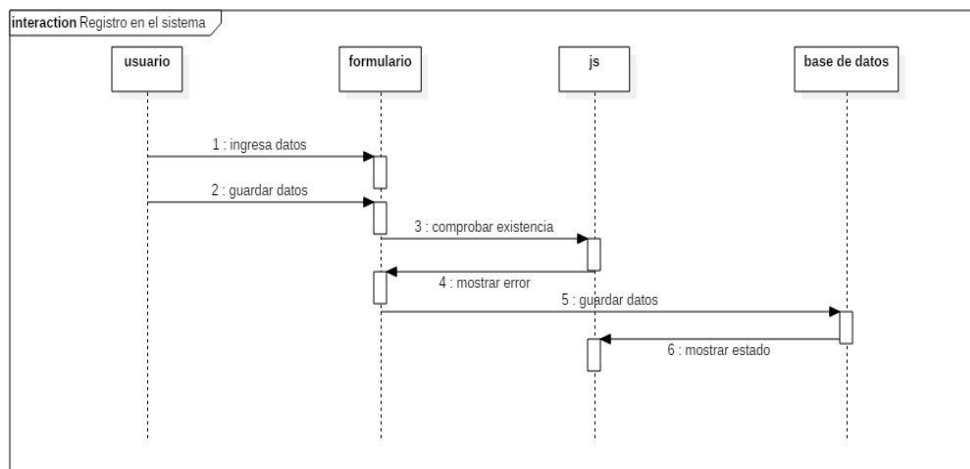 interaction Registro en el sistema
usuario
formulario
js
base de datos
1 : ingresa datos
2 : guardar datos
3 : comprobar existencia
4 : mostrar error
5 : guardar datos
6 : mostrar estado